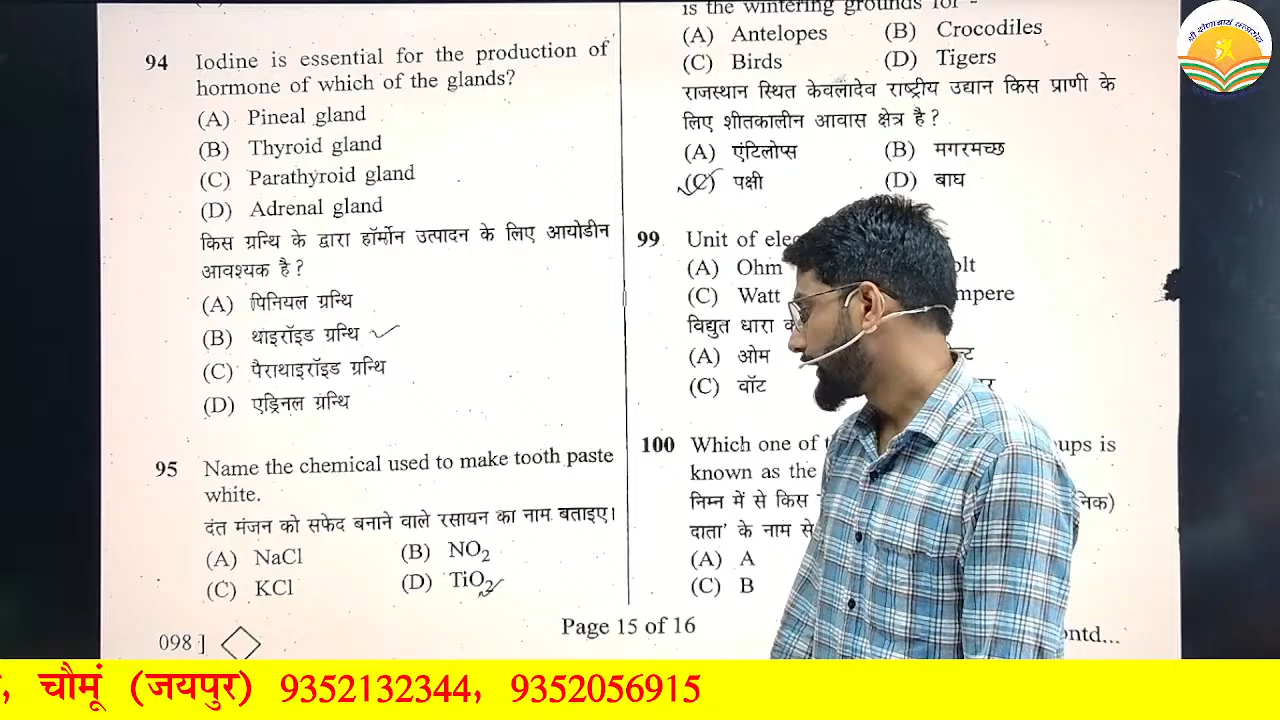 94 Iodine is essential for the production of
hormone of which of the glands?
(A) Pineal gland
(B) Thyroid gland
(C) Parathyroid gland
(D) Adrenal gland
किस ग्रन्थि के द्वारा हॉर्मोन उत्पादन के लिए आयोडीन
आवश्यक है ?
(A) पिनियल ग्रन्थि
(B) थाइरॉइड ग्रन्थि
(C) पैराथाइरॉइड ग्रन्थि
(D) एड्रिनल ग्रंन्थि
95 Name the chemical used to make tooth paste
white.
दंत मंजन को सफेद बनाने वाले रसायन का नाम बताइए।
(A) NaCl (B) NO2
(C) KCl (D) TiO2
098 ]
is the wintering grounds for -
(A) Antelopes (B) Crocodiles
(C) Birds (D) Tigers
राजस्थान स्थित केवलादेव राष्ट्रीय उद्यान किस प्राणी के
लिए शीतकालीन आवास क्षेत्र है ?
(A) एंटिलोप्स (B) मगरमच्छ
(C) पक्षी (D) बाघ
99 Unit of ele
(A) Ohm olt
(C) Watt mpere
विद्युत धारा
(A) ओम
(C) वॉट
100 Which one of ups is
known as the
निम्न में से किस निक)
दाता' के नाम से
(A) A
(C) B
Page 15 of 16
ontd...
श्री द्रोणाचार्य
, चौमूं (जयपुर) 9352132344, 9352056915